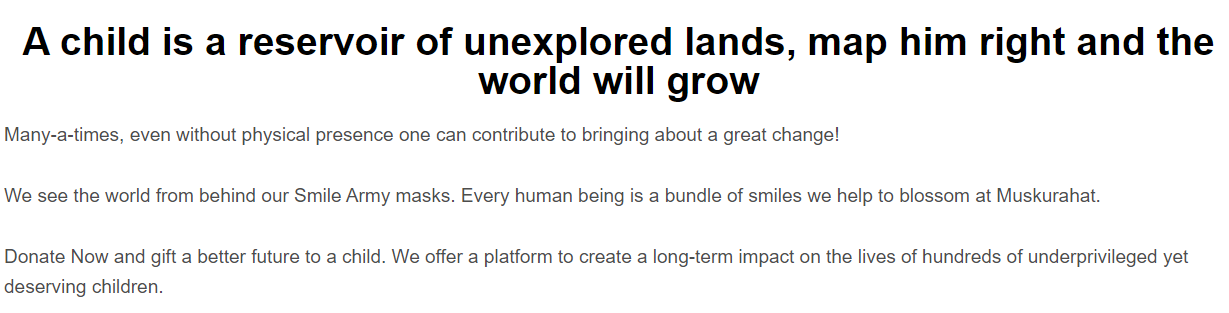 A child is a reservoir of unexplored lands, map him right and the
world will grow
Many-a-times, even without physical presence one can contribute to bringing about a great change!
We see the world from behind our Smile Army masks. Every human being is a bundle of smiles we help to blossom at Muskurahat.
Donate Now and gift a better future to a child. We offer a platform to create a long-term impact on the lives of hundreds of underprivileged yet
deserving children.